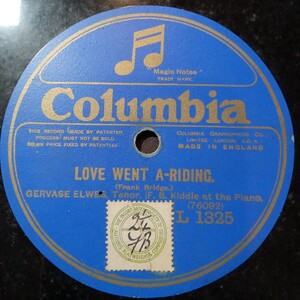 Magic Notes
TRADE MARK.
Columbia
THIS RECORD MADE BY PATENTED
PROCESS MUST NOT BE SOLD
BELOW PRICE FIXED BY PATENTEES.
COLUMBIA GRAPHOPHONE CO.
LIMITED. LONDON.
MADE IN ENGLAND
LOVE WENT A-RIDING.
(Frank Bridge.)
GERVASE ELWES, Tenor. (F. B. Kiddle at the Piano.
(76092)
L 1325